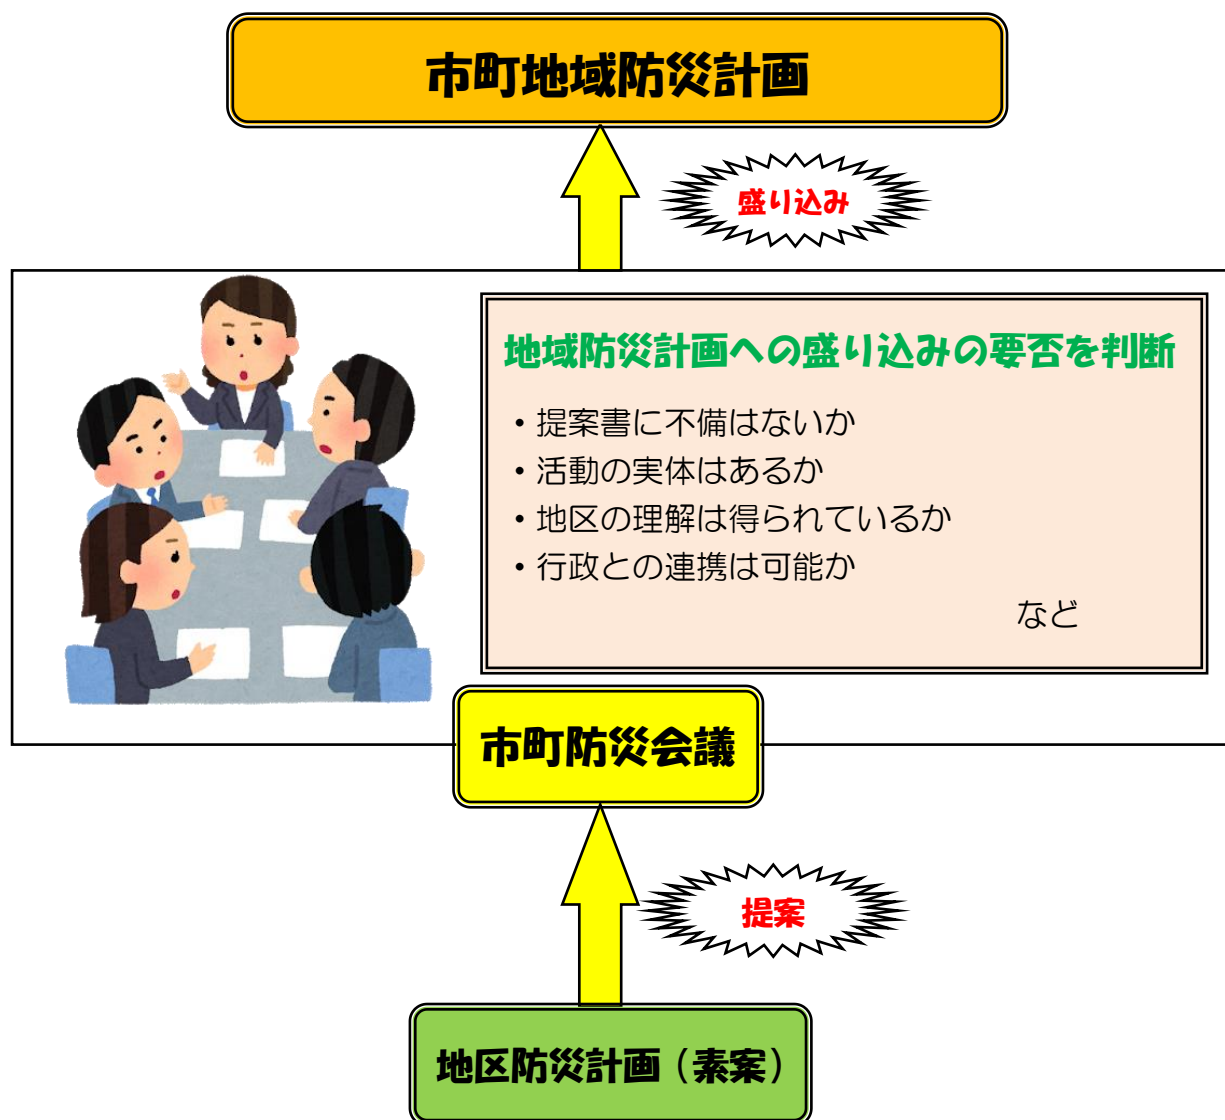 市町地域防災計画
盛り込み
地域防災計画への盛り込みの要否を判断
・提案書に不備はないか
・活動の実体はあるか
・地区の理解は得られているか
・行政との連携は可能か
など
市町防災会議
提案
地区防災計画（素案）